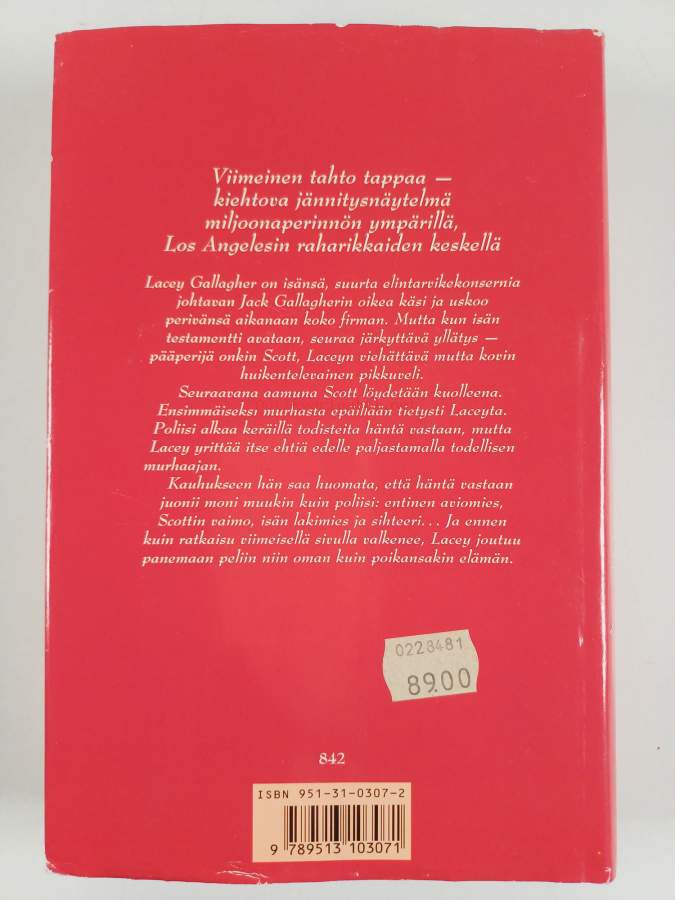 Viimeinen tahto tappaa —
kiehtova jännitysnäytelmä
miljoonaperinnön ympärillä,
Los Angelesin raharikkaiden keskellä
Lacey Gallagher on isänsä, suurta elintarvikekonsernia
johtavan Jack Gallagherin oikea käsi ja uskoo
perivänsä aikanaan koko firman. Mutta kun isän
testamentti avataan, seuraa järkyttävä yllätys —
pääperijä onkin Scott, Laceyn viehättävä mutta kovin
huikentelevainen pikkuveli.
Seuraavana aamuna Scott löydetään kuolleena.
Ensimmäiseksi murhasta epäillään tietysti Laceyta.
Poliisi alkaa keräillä todisteita häntä vastaan, mutta
Lacey yrittää itse ehtiä edelle paljastamalla todellisen
murhaajan.
Kauhukseen hän saa huomata, että häntä vastaan
juonii moni muukin kuin poliisi: entinen aviomies,
Scottin vaimo, isän lakimies ja sihteeri... Ja ennen
kuin ratkaisu viimeisellä sivulla valkenee, Lacey joutuu
panemaan peliin niin oman kuin poikansakin elämän.
0228481
89.00
842
ISBN 951-31-0307-2
9 789513 103071